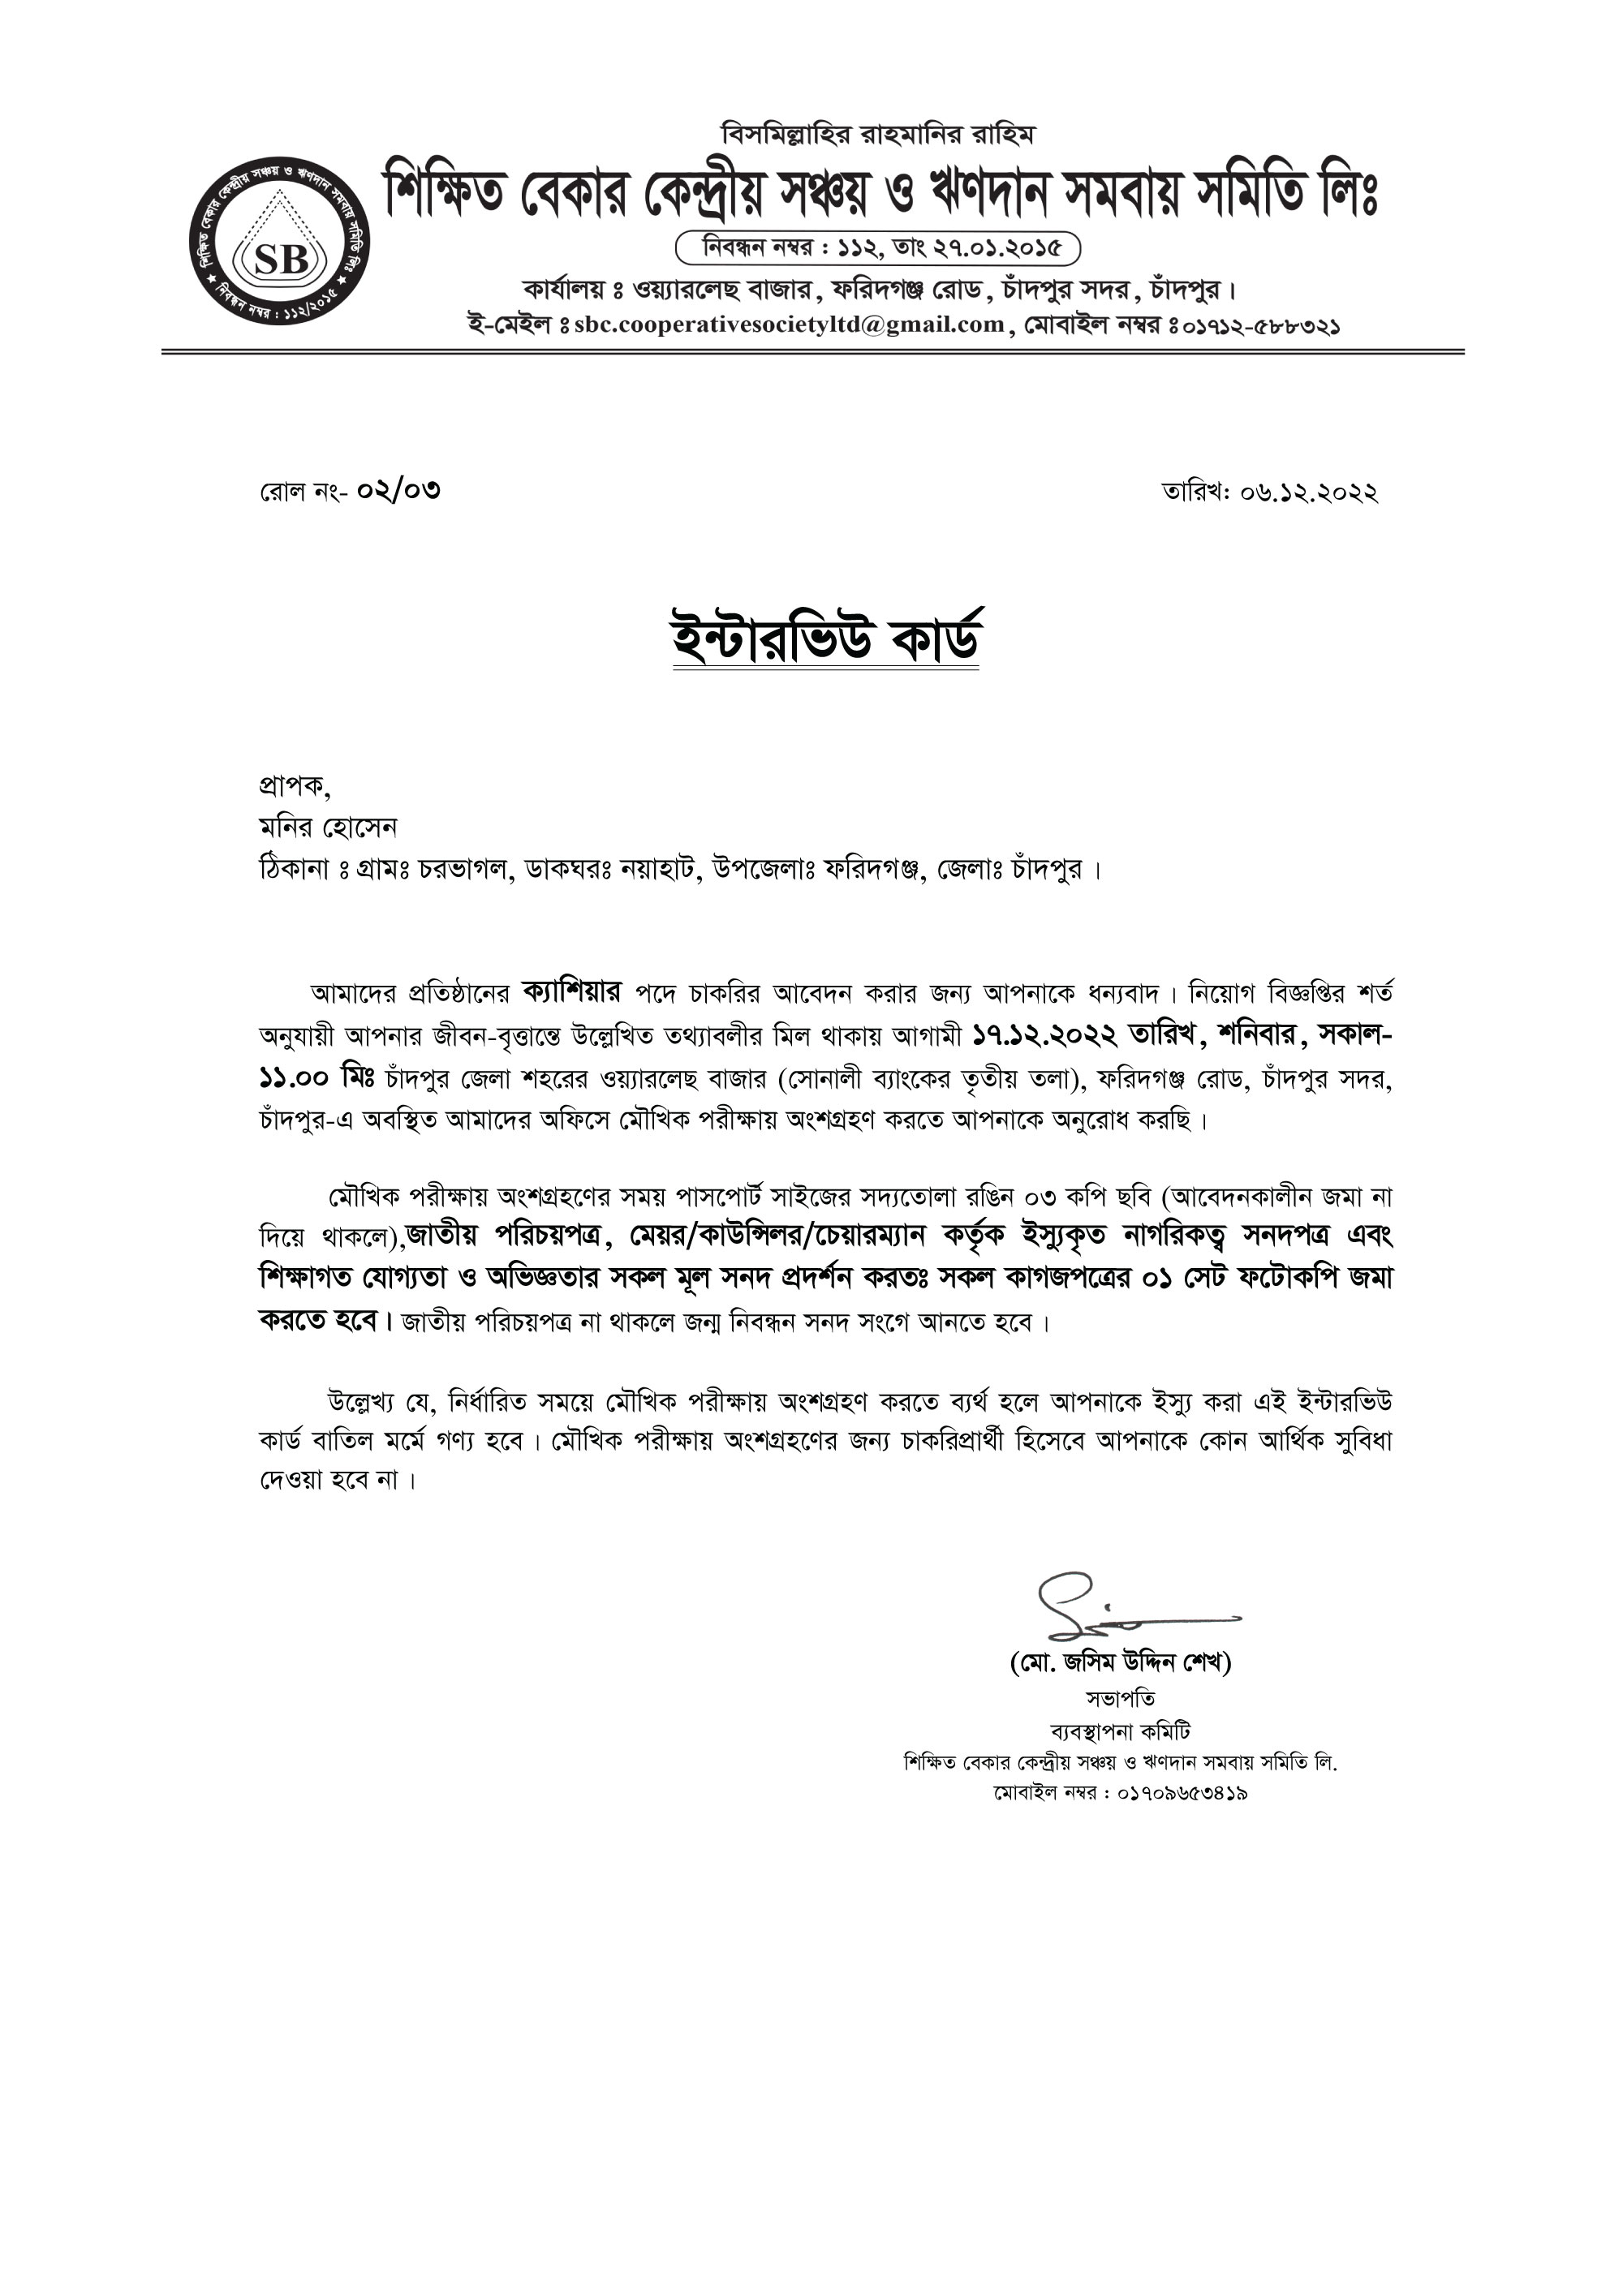 বিসমিল্লাহির রাহমানির রাহিম
শিক্ষিত বেকার কেন্দ্রীয় সঞ্চয় ও ঋণদান সমবায় সমিতি লিঃ
শিক্ষিত বেকার কেন্দ্রীয় সঞ্চয় ও ঋণদান সমবায় সমিতি লিঃ
SB
নিবন্ধন নম্বর : ১১২/২০১৫
নিবন্ধন নম্বর : ১১২, তাং ২৭.০১.২০১৫
কার্যালয় ঃ ওয়্যারলেছ বাজার, ফরিদগঞ্জ রোড, চাঁদপুর সদর, চাঁদপুর।
ই-মেইল ঃ sbc.cooperativesocietyltd@gmail.com, মোবাইল নম্বর ঃ ০১৭১২-৫৮৮৩২১
রোল নং- ০২/০৩ তারিখ: ০৬.১২.২০২২
ইন্টারভিউ কার্ড
প্রাপক,
মনির হোসেন
ঠিকানা ঃ গ্রামঃ চরভাগল, ডাকঘরঃ নয়াহাট, উপজেলাঃ ফরিদগঞ্জ, জেলাঃ চাঁদপুর।
আমাদের প্রতিষ্ঠানের ক্যাশিয়ার পদে চাকরির আবেদন করার জন্য আপনাকে ধন্যবাদ। নিয়োগ বিজ্ঞপ্তির শর্ত
অনুযায়ী আপনার জীবন-বৃত্তান্তে উল্লেখিত তথ্যাবলীর মিল থাকায় আগামী ১৭.১২.২০২২ তারিখ, শনিবার, সকাল-
১১.০০ মিঃ চাঁদপুর জেলা শহরের ওয়্যারলেছ বাজার (সোনালী ব্যাংকের তৃতীয় তলা), ফরিদগঞ্জ রোড, চাঁদপুর সদর,
চাঁদপুর-এ অবস্থিত আমাদের অফিসে মৌখিক পরীক্ষায় অংশগ্রহণ করতে আপনাকে অনুরোধ করছি।
মৌখিক পরীক্ষায় অংশগ্রহণের সময় পাসপোর্ট সাইজের সদ্যতোলা রঙিন ০৩ কপি ছবি (আবেদনকালীন জমা না
দিয়ে থাকলে),জাতীয় পরিচয়পত্র, মেয়র/কাউন্সিলর/চেয়ারম্যান কর্তৃক ইস্যুকৃত নাগরিকত্ব সনদপত্র এবং
শিক্ষাগত যোগ্যতা ও অভিজ্ঞতার সকল মূল সনদ প্রদর্শন করতঃ সকল কাগজপত্রের ০১ সেট ফটোকপি জমা
করতে হবে। জাতীয় পরিচয়পত্র না থাকলে জন্ম নিবন্ধন সনদ সংগে আনতে হবে।
উল্লেখ্য যে, নির্ধারিত সময়ে মৌখিক পরীক্ষায় অংশগ্রহণ করতে ব্যর্থ হলে আপনাকে ইস্যু করা এই ইন্টারভিউ
কার্ড বাতিল মর্মে গণ্য হবে। মৌখিক পরীক্ষায় অংশগ্রহণের জন্য চাকরিপ্রার্থী হিসেবে আপনাকে কোন আর্থিক সুবিধা
দেওয়া হবে না।
(মো. জসিম উদ্দিন শেখ)
সভাপতি
ব্যবস্থাপনা কমিটি
শিক্ষিত বেকার কেন্দ্রীয় সঞ্চয় ও ঋণদান সমবায় সমিতি লি.
মোবাইল নম্বর : ০১৭০৯৬৫৩৪১৯